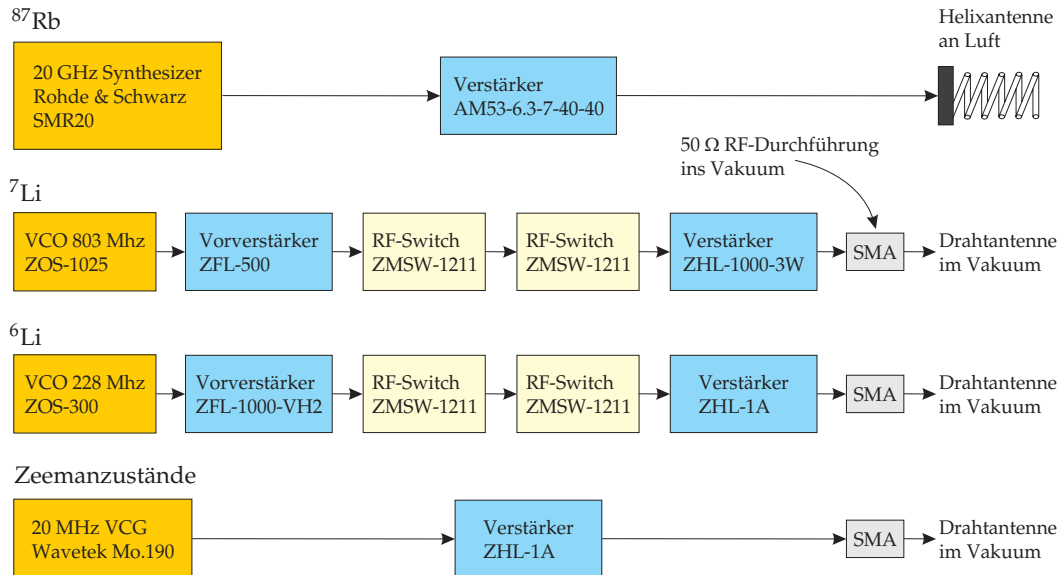 ⁸⁷Rb
20 GHz Synthesizer
Rohde & Schwarz
SMR20
Verstärker
AM53-6.3-7-40-40
Helixantenne
an Luft
50 Ω RF-Durchführung
ins Vakuum
⁷Li
VCO 803 Mhz
ZOS-1025
Vorverstärker
ZFL-500
RF-Switch
ZMSW-1211
RF-Switch
ZMSW-1211
Verstärker
ZHL-1000-3W
SMA
Drahtantenne
im Vakuum
⁶Li
VCO 228 Mhz
ZOS-300
Vorverstärker
ZFL-1000-VH2
RF-Switch
ZMSW-1211
RF-Switch
ZMSW-1211
Verstärker
ZHL-1A
SMA
Drahtantenne
im Vakuum
Zeemanzustände
20 MHz VCG
Wavetek Mo.190
Verstärker
ZHL-1A
SMA
Drahtantenne
im Vakuum